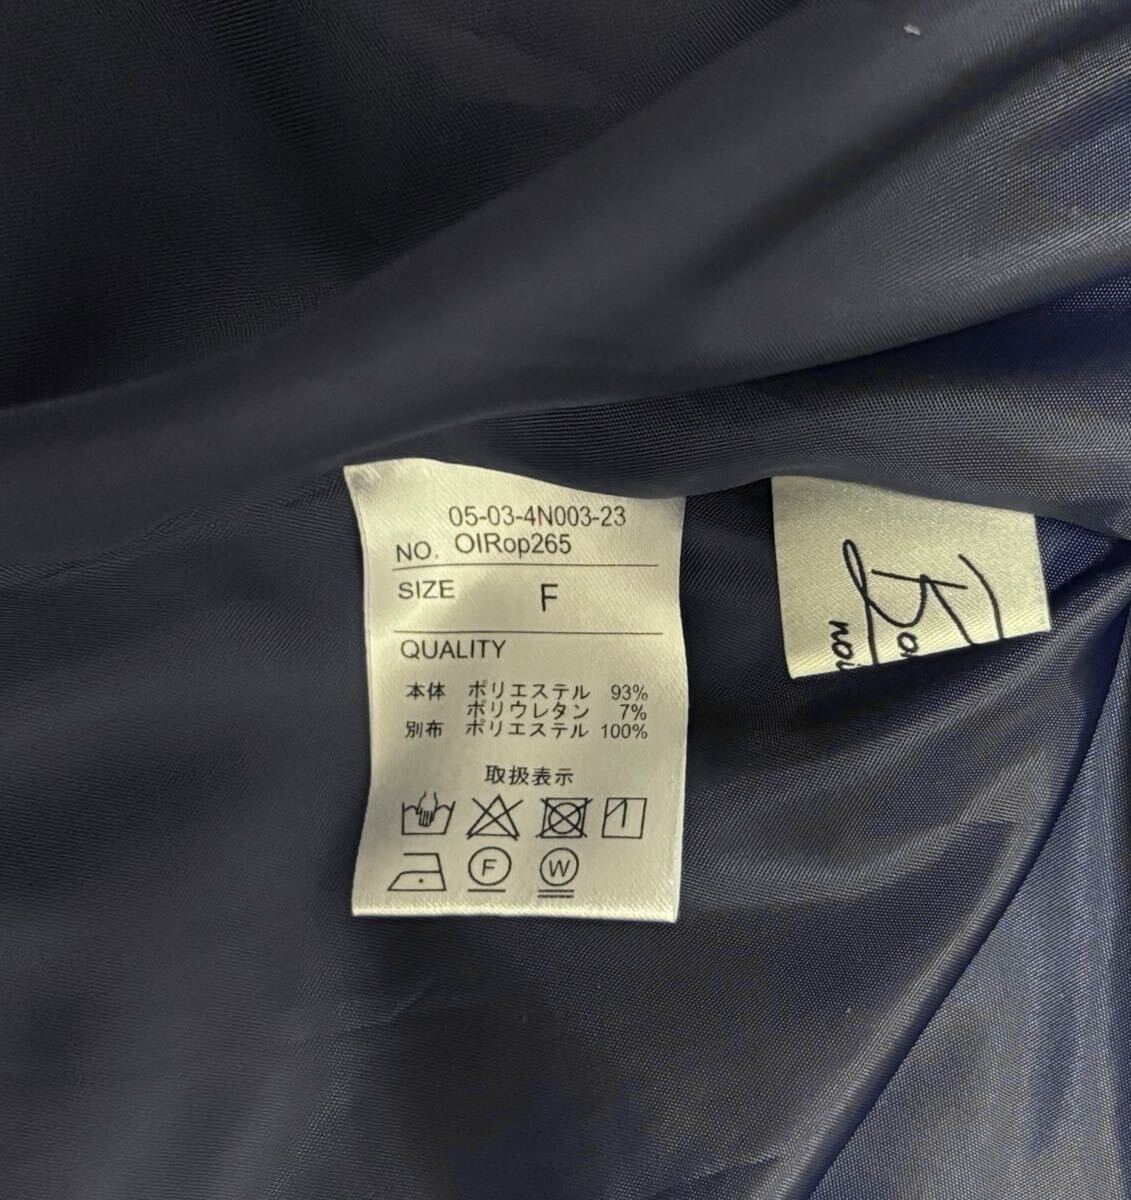 05-03-4N003-23
NO. OIRop265
SIZE F
QUALITY
本体 ポリエステル 93%
ポリウレタン 7%
別布 ポリエステル 100%
取扱表示
F W